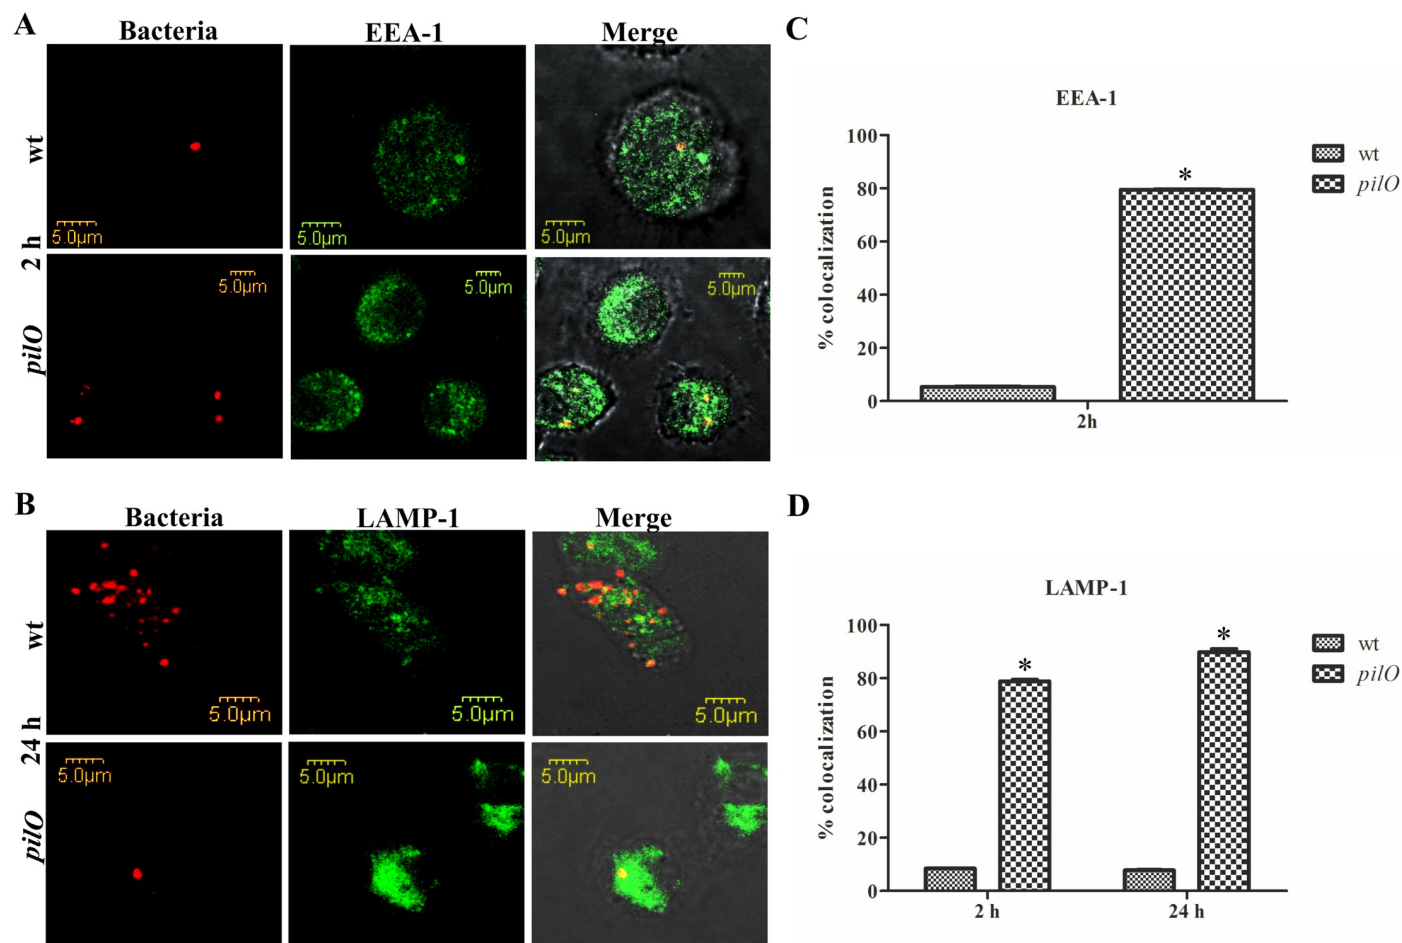 A
Bacteria
EEA-1
Merge
wt
2 h
pilO
5.0µm
5.0µm
5.0µm
5.0µm
5.0µm
5.0µm
B
Bacteria
LAMP-1
Merge
wt
24 h
pilO
5.0µm
5.0µm
5.0µm
5.0µm
5.0µm
5.0µm
C
EEA-1
% colocalization
100
80
60
40
20
0
*
2h
wt
pilO
D
LAMP-1
% colocalization
100
80
60
40
20
0
*
*
2 h
24 h
wt
pilO